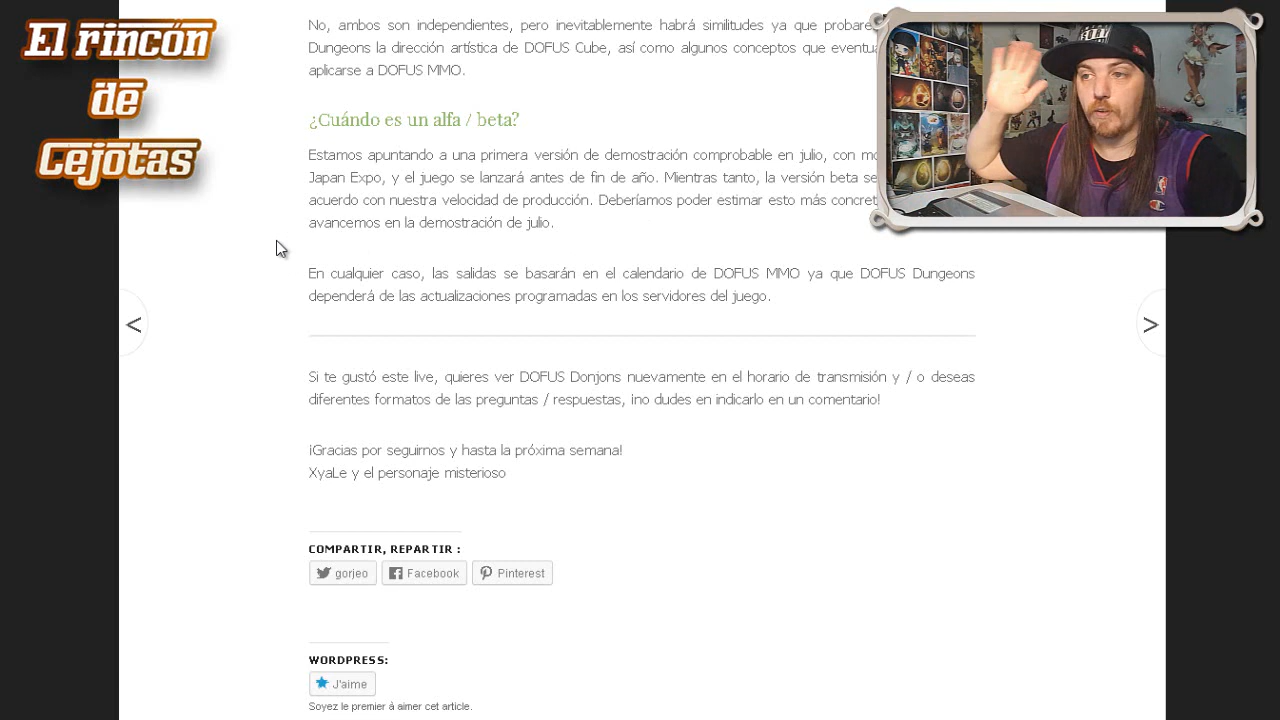 El rincón
de
Cejotas
No, ambos son independientes, pero inevitablemente habrá similitudes ya que
Dungeons la dirección artística de DOFUS Cube, así como algunos conceptos que
aplicarse a DOFUS MMO.
¿Cuándo es un alfa / beta?
Estamos apuntando a una primera versión de demostración comprobable en julio, con
Japan Expo, y el juego se lanzará antes de fin de año. Mientras tanto, la versión beta
acuerdo con nuestra velocidad de producción. Deberíamos poder estimar esto más
avancemos en la demostración de julio.
En cualquier caso, las salidas se basarán en el calendario de DOFUS MMO ya que DOFUS Dungeons
dependerá de las actualizaciones programadas en los servidores del juego.
<
>
Si te gustó este live, quieres ver DOFUS Donjons nuevamente en el horario de transmisión y / o deseas
diferentes formatos de las preguntas / respuestas, ¡no dudes en indicarlo en un comentario!
¡Gracias por seguirnos y hasta la próxima semana!
XyaLe y el personaje misterioso
COMPARTIR, REPARTIR :
gorjeo Facebook Pinterest
WORDPRESS:
J'aime
Soyez le premier à aimer cet article.